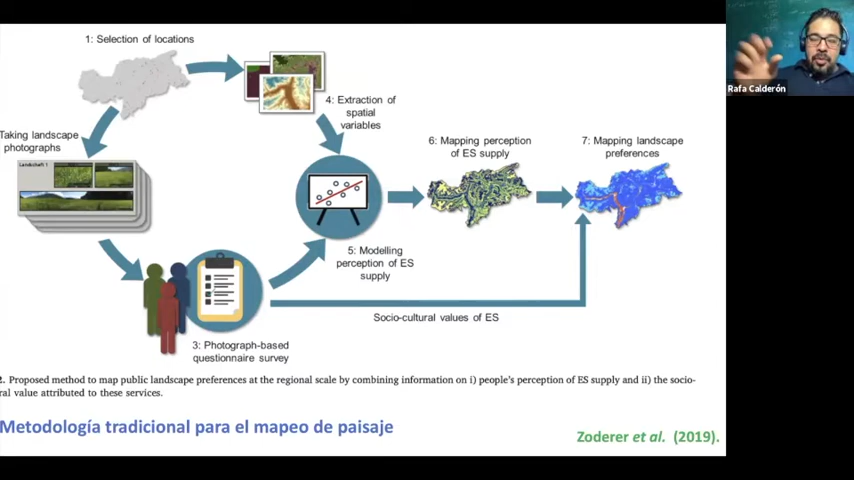 1: Selection of locations
Taking landscape
photographs
Landschaft 1
4: Extraction of
spatial
variables
6: Mapping perception
of ES supply
7: Mapping landscape
preferences
5: Modelling
perception of ES
supply
3: Photograph-based
questionnaire survey
Socio-cultural values of ES
2. Proposed method to map public landscape preferences at the regional scale by combining information on i) people's perception of ES supply and ii) the socio-
ral value attributed to these services.
Metodología tradicional para el mapeo de paisaje
Zoderer et al. (2019).
Rafa Calderón